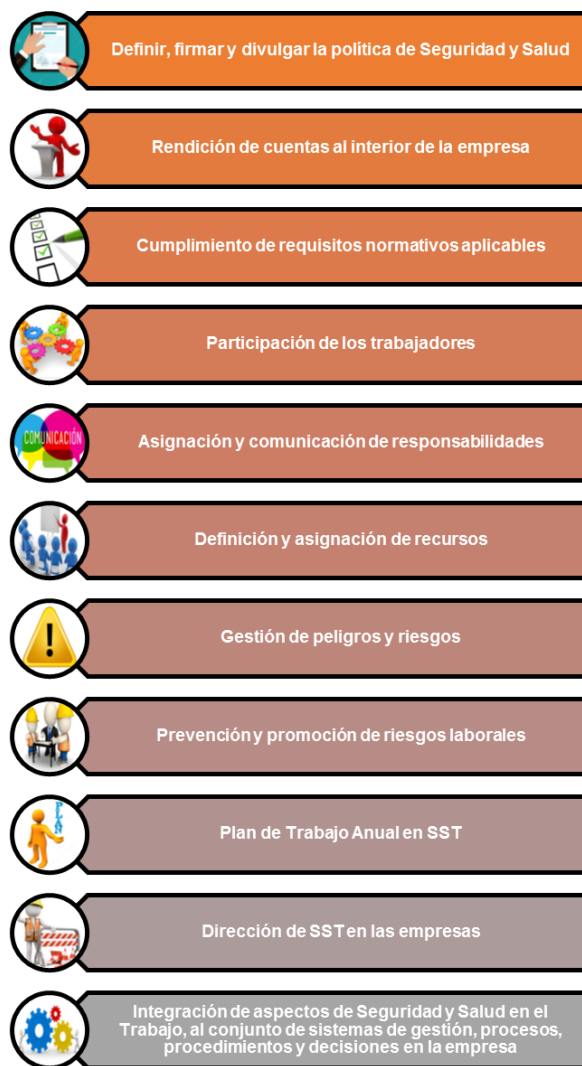 Definir, firmar y divulgar la política de Seguridad y Salud
Rendición de cuentas al interior de la empresa
Cumplimiento de requisitos normativos aplicables
Participación de los trabajadores
COMUNICACIÓN
Asignación y comunicación de responsabilidades
Definición y asignación de recursos
Gestión de peligros y riesgos
Prevención y promoción de riesgos laborales
PLAN
Plan de Trabajo Anual en SST
Dirección de SST en las empresas
Integración de aspectos de Seguridad y Salud en el
Trabajo, al conjunto de sistemas de gestión, procesos,
procedimientos y decisiones en la empresa